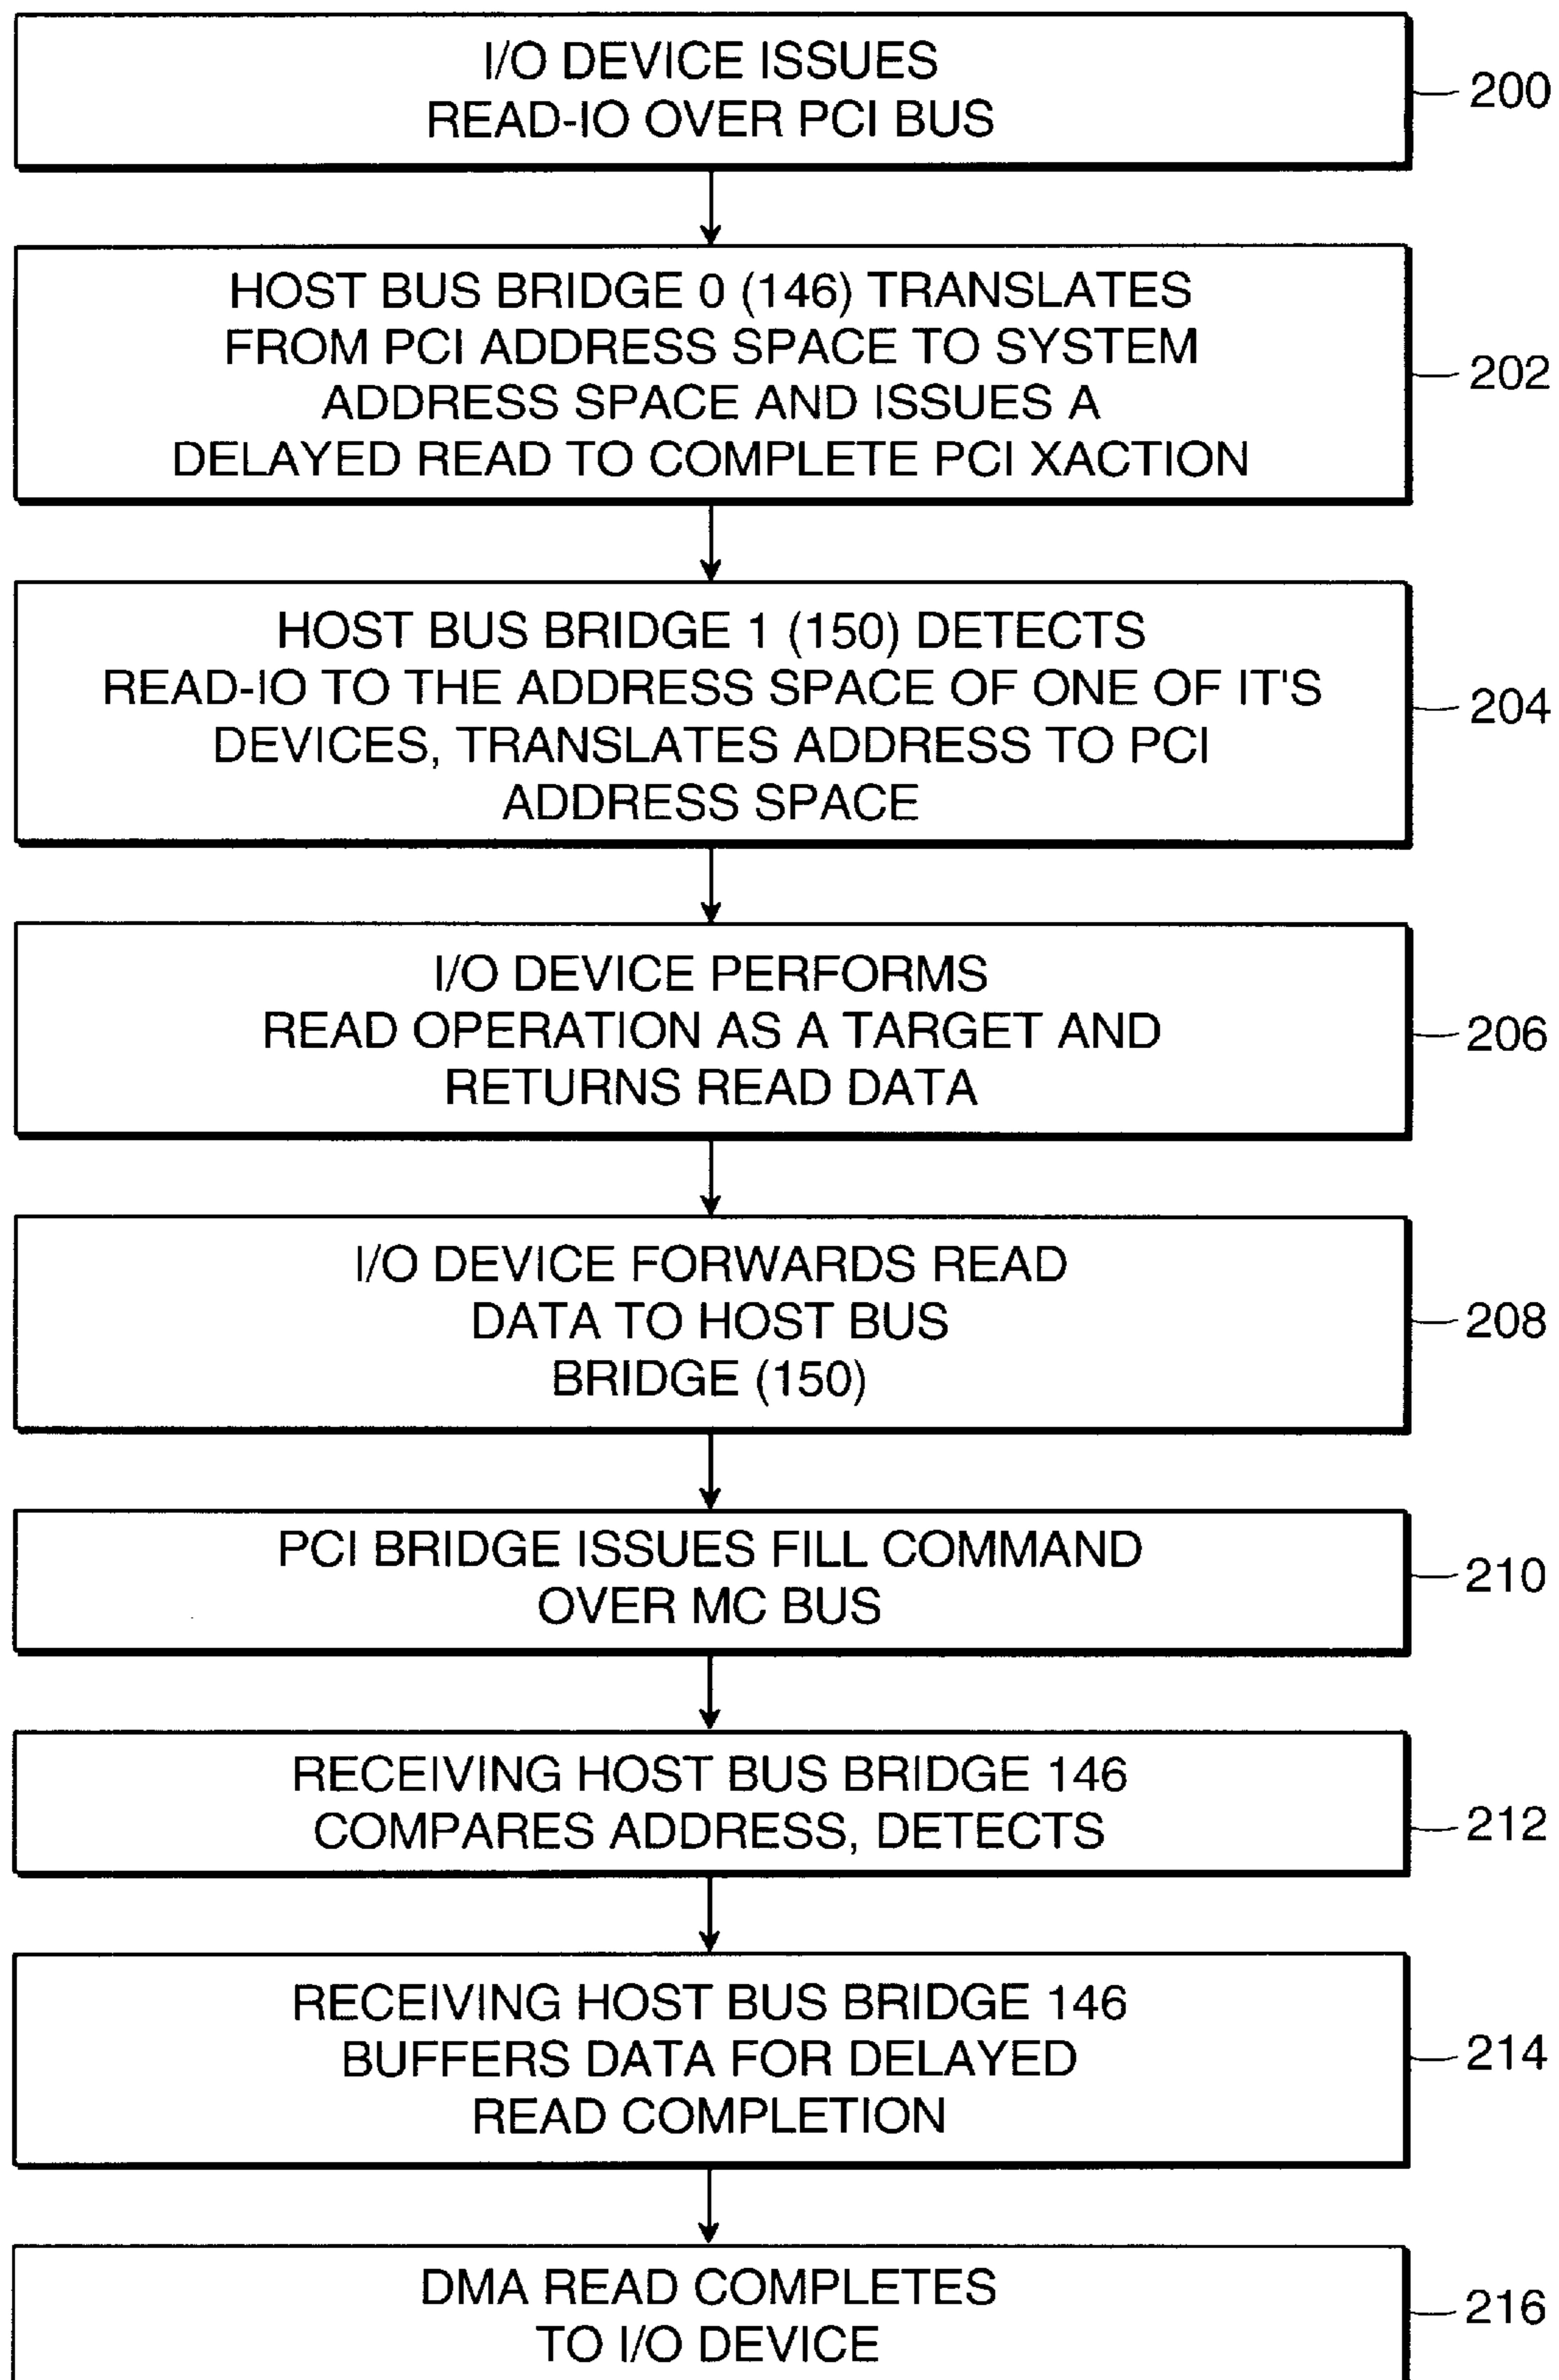 I/O DEVICE ISSUES
READ-IO OVER PCI BUS
200
HOST BUS BRIDGE 0 (146) TRANSLATES
FROM PCI ADDRESS SPACE TO SYSTEM
ADDRESS SPACE AND ISSUES A
DELAYED READ TO COMPLETE PCI XACTION
202
HOST BUS BRIDGE 1 (150) DETECTS
READ-IO TO THE ADDRESS SPACE OF ONE OF IT'S
DEVICES, TRANSLATES ADDRESS TO PCI
ADDRESS SPACE
204
I/O DEVICE PERFORMS
READ OPERATION AS A TARGET AND
RETURNS READ DATA
206
I/O DEVICE FORWARDS READ
DATA TO HOST BUS
BRIDGE (150)
208
PCI BRIDGE ISSUES FILL COMMAND
OVER MC BUS
210
RECEIVING HOST BUS BRIDGE 146
COMPARES ADDRESS, DETECTS
212
RECEIVING HOST BUS BRIDGE 146
BUFFERS DATA FOR DELAYED
READ COMPLETION
214
DMA READ COMPLETES
TO I/O DEVICE
216